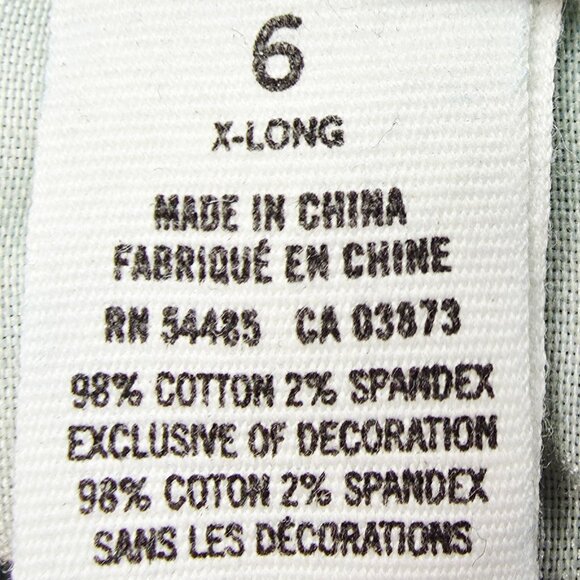 6
X-LONG
MADE IN CHINA
FABRIQUÉ EN CHINE
RN 54485 CA 03873
98% COTTON 2% SPANDEX
EXCLUSIVE OF DECORATION
98% COTON 2% SPANDEX
SANS LES DÉCORATIONS